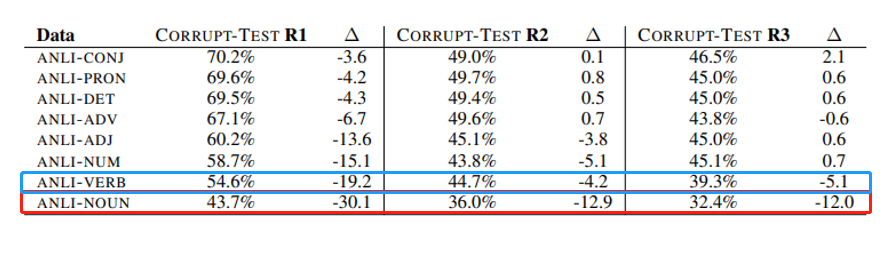 Data CORRUPT-TEST R1 Δ CORRUPT-TEST R2 Δ CORRUPT-TEST R3 Δ
ANLI-CONJ 70.2% -3.6 49.0% 0.1 46.5% 2.1
ANLI-PRON 69.6% -4.2 49.7% 0.8 45.0% 0.6
ANLI-DET 69.5% -4.3 49.4% 0.5 45.0% 0.6
ANLI-ADV 67.1% -6.7 49.6% 0.7 43.8% -0.6
ANLI-ADJ 60.2% -13.6 45.1% -3.8 45.0% 0.6
ANLI-NUM 58.7% -15.1 43.8% -5.1 45.1% 0.7
ANLI-VERB 54.6% -19.2 44.7% -4.2 39.3% -5.1
ANLI-NOUN 43.7% -30.1 36.0% -12.9 32.4% -12.0